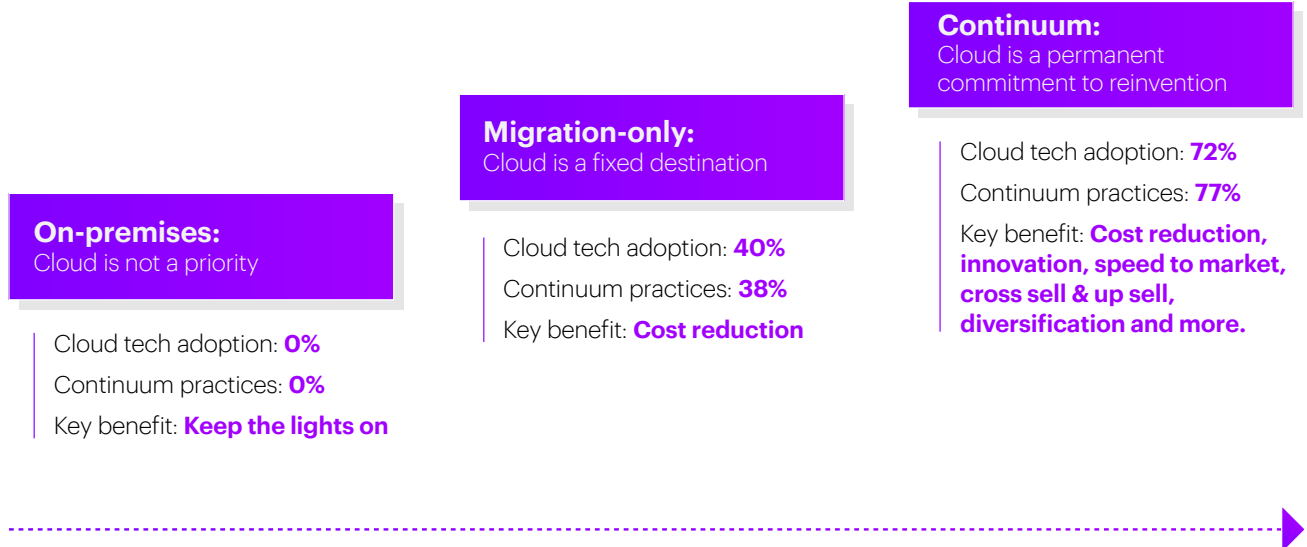 On-premises:
Cloud is not a priority
Cloud tech adoption: 0%
Continuum practices: 0%
Key benefit: Keep the lights on
Migration-only:
Cloud is a fixed destination
Cloud tech adoption: 40%
Continuum practices: 38%
Key benefit: Cost reduction
Continuum:
Cloud is a permanent
commitment to reinvention
Cloud tech adoption: 72%
Continuum practices: 77%
Key benefit: Cost reduction,
innovation, speed to market,
cross sell & up sell,
diversification and more.